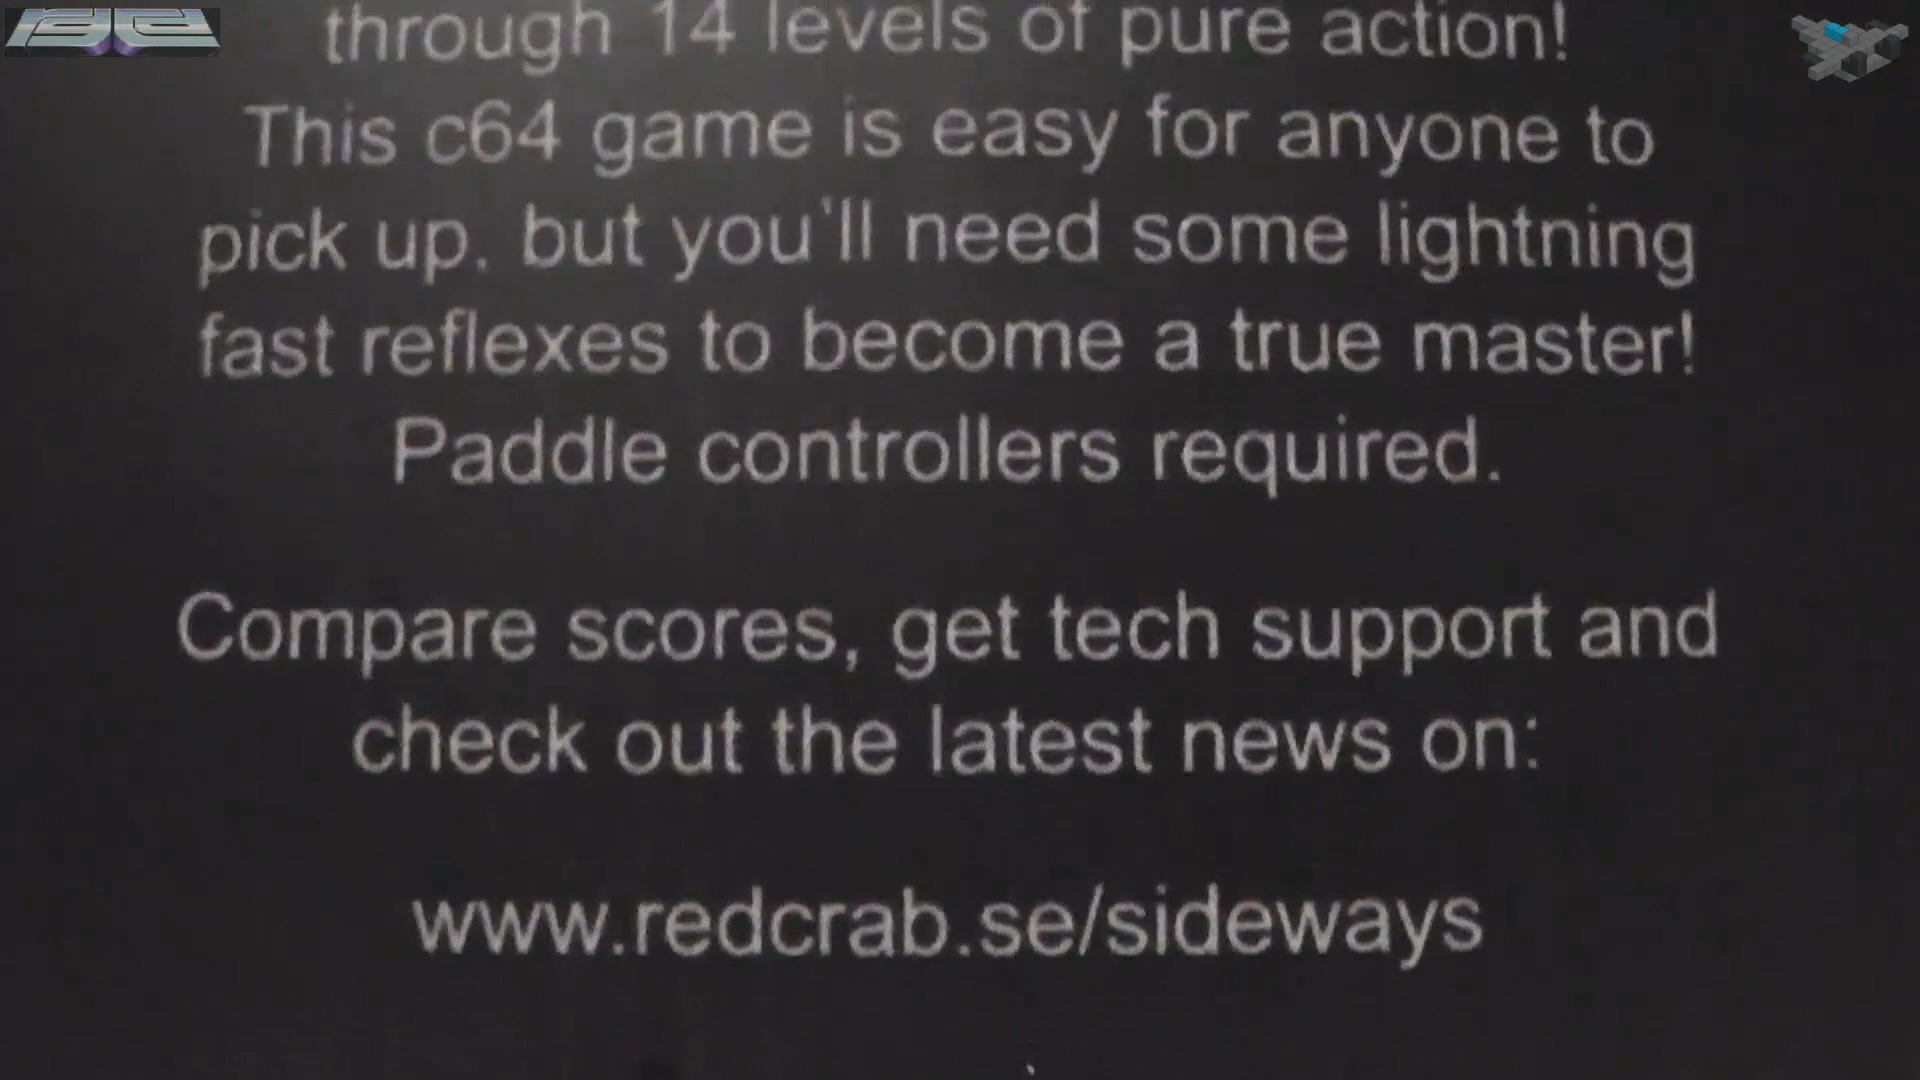 through 14 levels of pure action!
This c64 game is easy for anyone to
pick up, but you'll need some lightning
fast reflexes to become a true master!
Paddle controllers required.
Compare scores, get tech support and
check out the latest news on:
www.redcrab.se/sideways